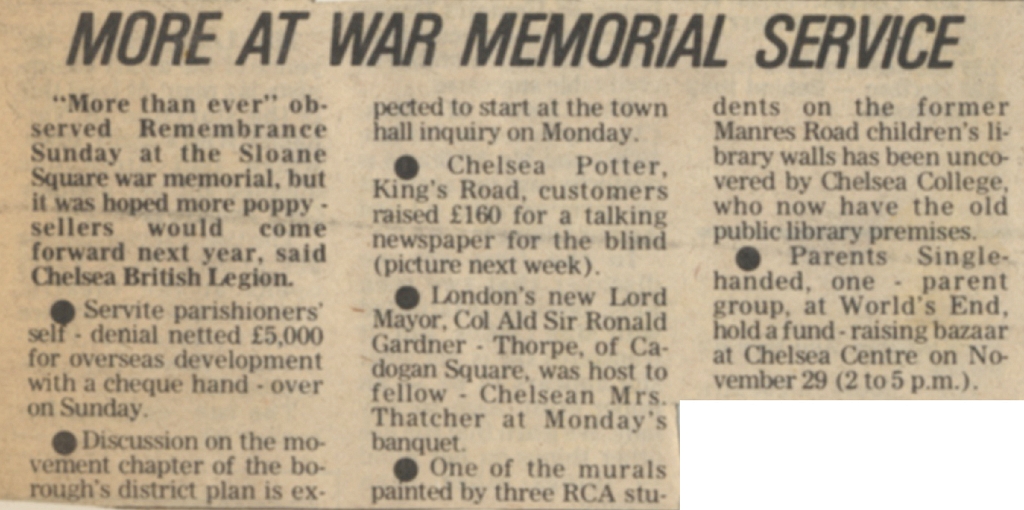 MORE AT WAR MEMORIAL SERVICE
"More than ever" ob-
served Remembrance
Sunday at the Sloane
Square war memorial, but
it was hoped more poppy -
sellers would come
forward next year, said
Chelsea British Legion.
● Servite parishioners'
self - denial netted £5,000
for overseas development
with a cheque hand - over
on Sunday.
● Discussion on the mo-
vement chapter of the bo-
rough's district plan is ex-
pected to start at the town
hall inquiry on Monday.
● Chelsea Potter,
King's Road, customers
raised £160 for a talking
newspaper for the blind
(picture next week).
● London's new Lord
Mayor, Col Ald Sir Ronald
Gardner - Thorpe, of Ca-
dogan Square, was host to
fellow - Chelsean Mrs.
Thatcher at Monday's
banquet.
● One of the murals
painted by three RCA stu-
dents on the former
Manres Road children's li-
brary walls has been unco-
vered by Chelsea College,
who now have the old
public library premises.
● Parents Single-
handed, one - parent
group, at World's End,
hold a fund - raising bazaar
at Chelsea Centre on No-
vember 29 (2 to 5 p.m.).